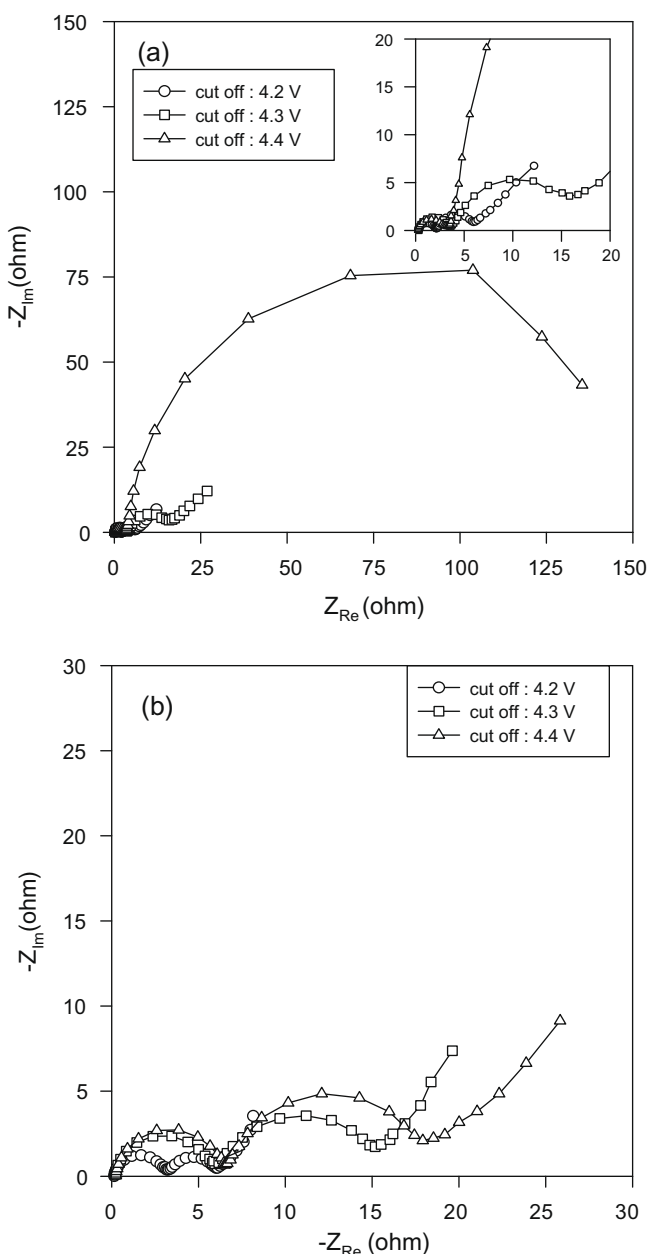 (a)
cut off : 4.2 V
cut off : 4.3 V
cut off : 4.4 V
150
125
100
75
50
25
0
-Z_Im(ohm)
0 25 50 75 100 125 150
Z_Re (ohm)
20
15
10
5
0
0 5 10 15 20
(b)
cut off : 4.2 V
cut off : 4.3 V
cut off : 4.4 V
30
25
20
15
10
5
0
-Z_Im(ohm)
0 5 10 15 20 25 30
-Z_Re (ohm)